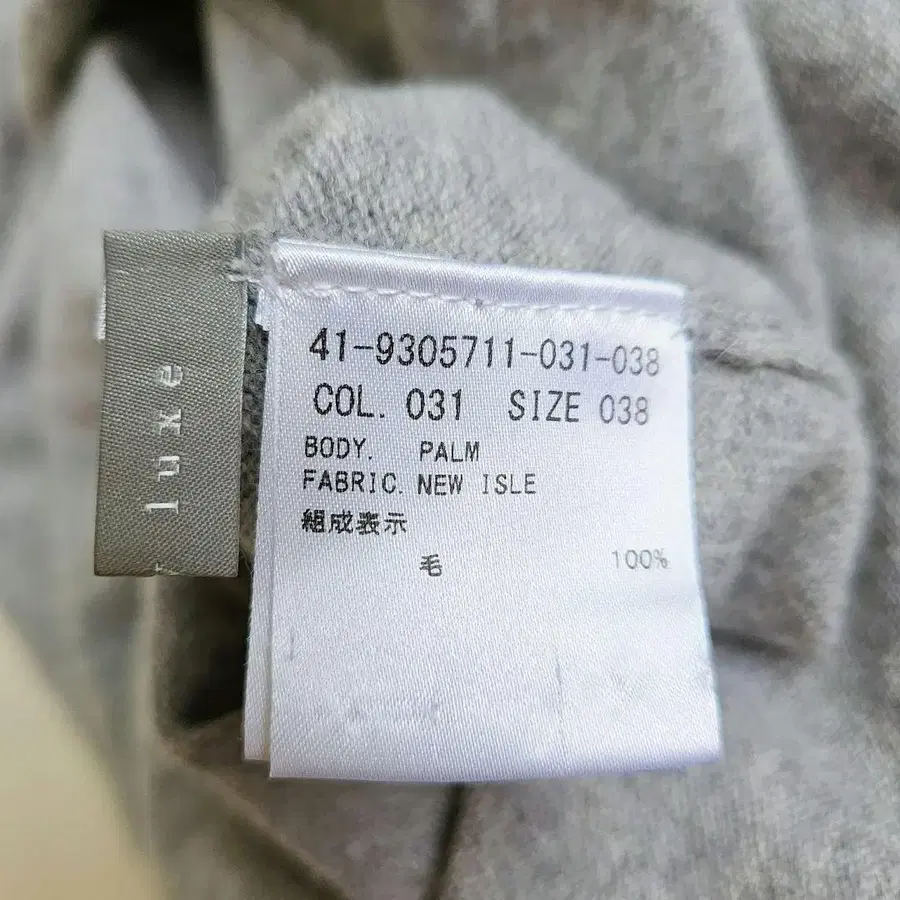 41-9305711-031-038
COL. 031 SIZE 038
BODY. PALM
FABRIC. NEW ISLE
組成表示
毛 100%
luxe